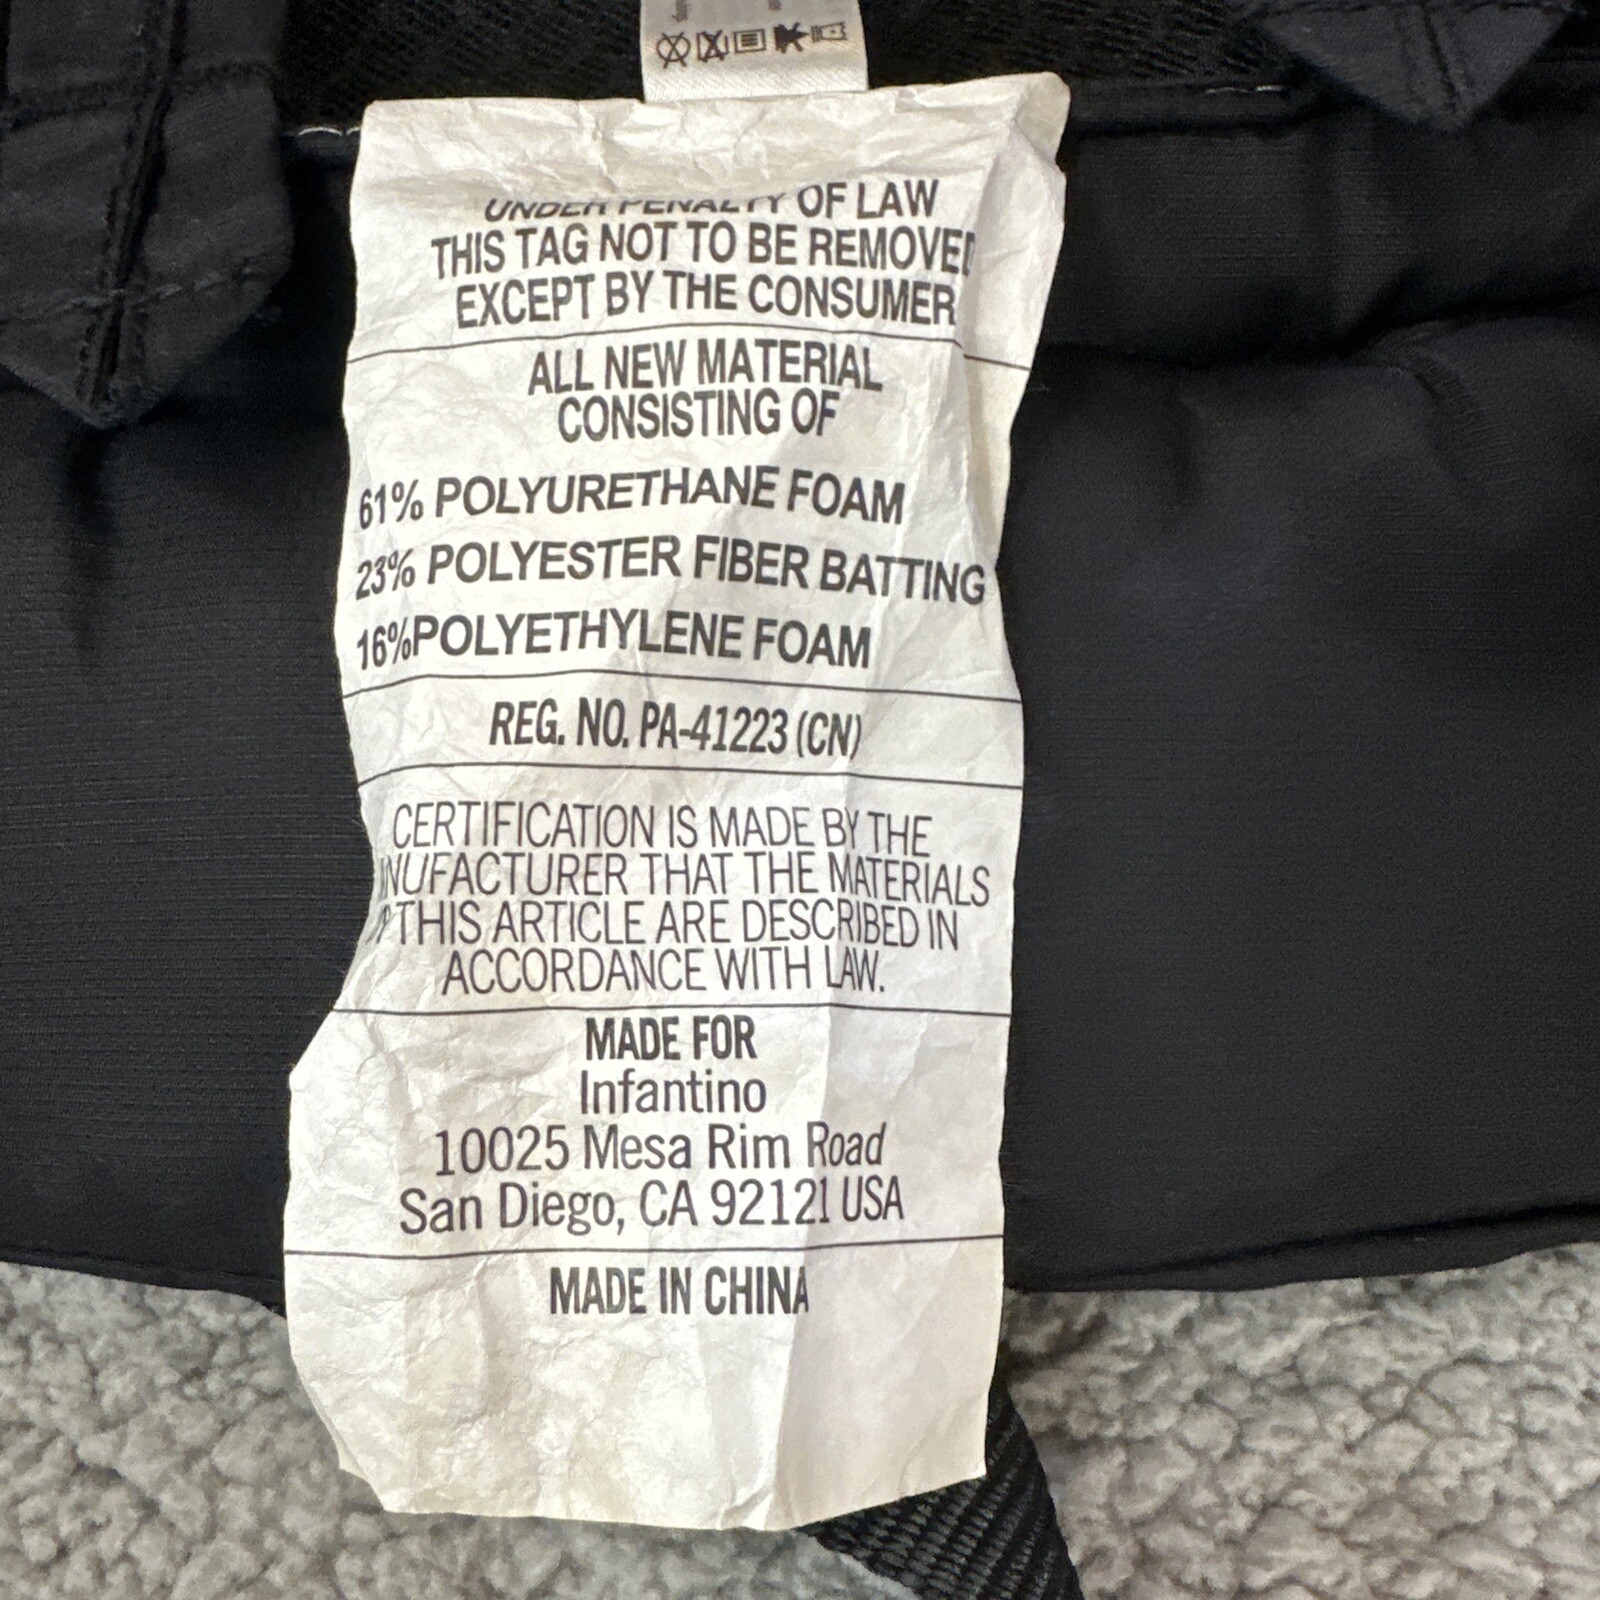 UNDER PENALTY OF LAW
THIS TAG NOT TO BE REMOVED
EXCEPT BY THE CONSUMER
ALL NEW MATERIAL
CONSISTING OF
61% POLYURETHANE FOAM
23% POLYESTER FIBER BATTING
16%POLYETHYLENE FOAM
REG. NO. PA-41223 (CN)
CERTIFICATION IS MADE BY THE
NUFACTURER THAT THE MATERIALS
THIS ARTICLE ARE DESCRIBED IN
ACCORDANCE WITH LAW.
MADE FOR
Infantino
10025 Mesa Rim Road
San Diego, CA 92121 USA
MADE IN CHINA